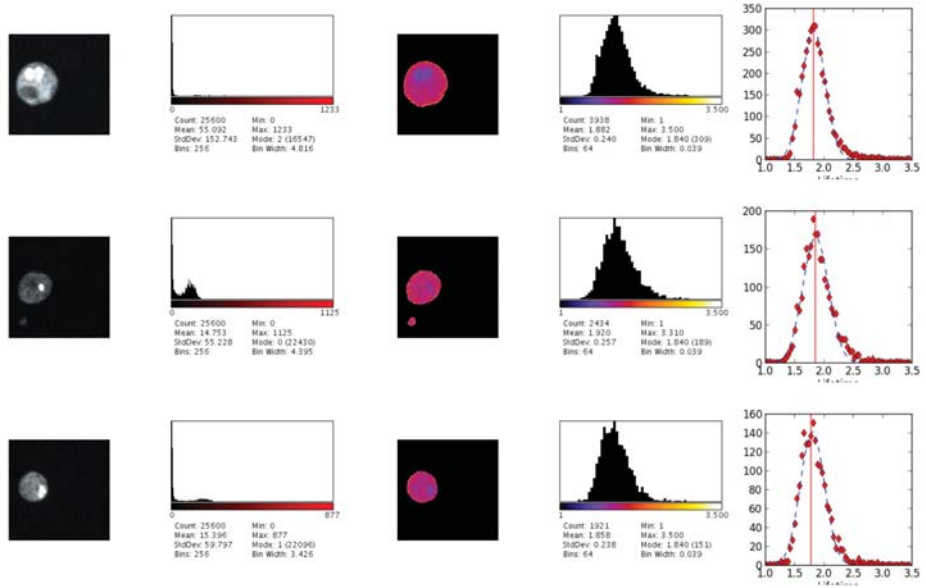 350
300
250
200
150
100
50
0
1.0 1.5 2.0 2.5 3.0 3.5
0 1233
Count: 25600 Min: 0
Mean: 55.092 Max: 1233
StdDev: 152.743 Mode: 2 (16547)
Bins: 256 Bin Width: 4.816
1 3.500
Count: 3938 Min: 1
Mean: 1.882 Max: 3.500
StdDev: 0.240 Mode: 1.840 (309)
Bins: 64 Bin Width: 0.039
200
150
100
50
0
1.0 1.5 2.0 2.5 3.0 3.5
0 1125
Count: 25600 Min: 0
Mean: 14.753 Max: 1125
StdDev: 55.228 Mode: 0 (22430)
Bins: 256 Bin Width: 4.395
1 3.500
Count: 2434 Min: 1
Mean: 1.920 Max: 3.310
StdDev: 0.257 Mode: 1.840 (189)
Bins: 64 Bin Width: 0.039
160
140
120
100
80
60
40
20
0
1.0 1.5 2.0 2.5 3.0 3.5
0 877
Count: 25600 Min: 0
Mean: 15.396 Max: 877
StdDev: 59.797 Mode: 1 (22096)
Bins: 256 Bin Width: 3.426
1 3.500
Count: 1921 Min: 1
Mean: 1.858 Max: 3.500
StdDev: 0.238 Mode: 1.840 (151)
Bins: 64 Bin Width: 0.039